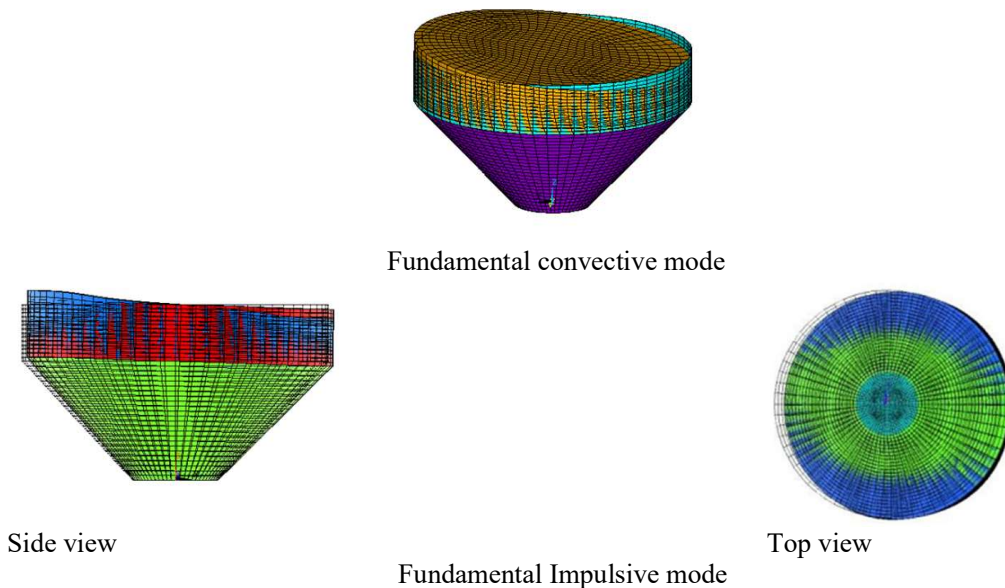 Fundamental convective mode
Side view
Top view
Fundamental Impulsive mode